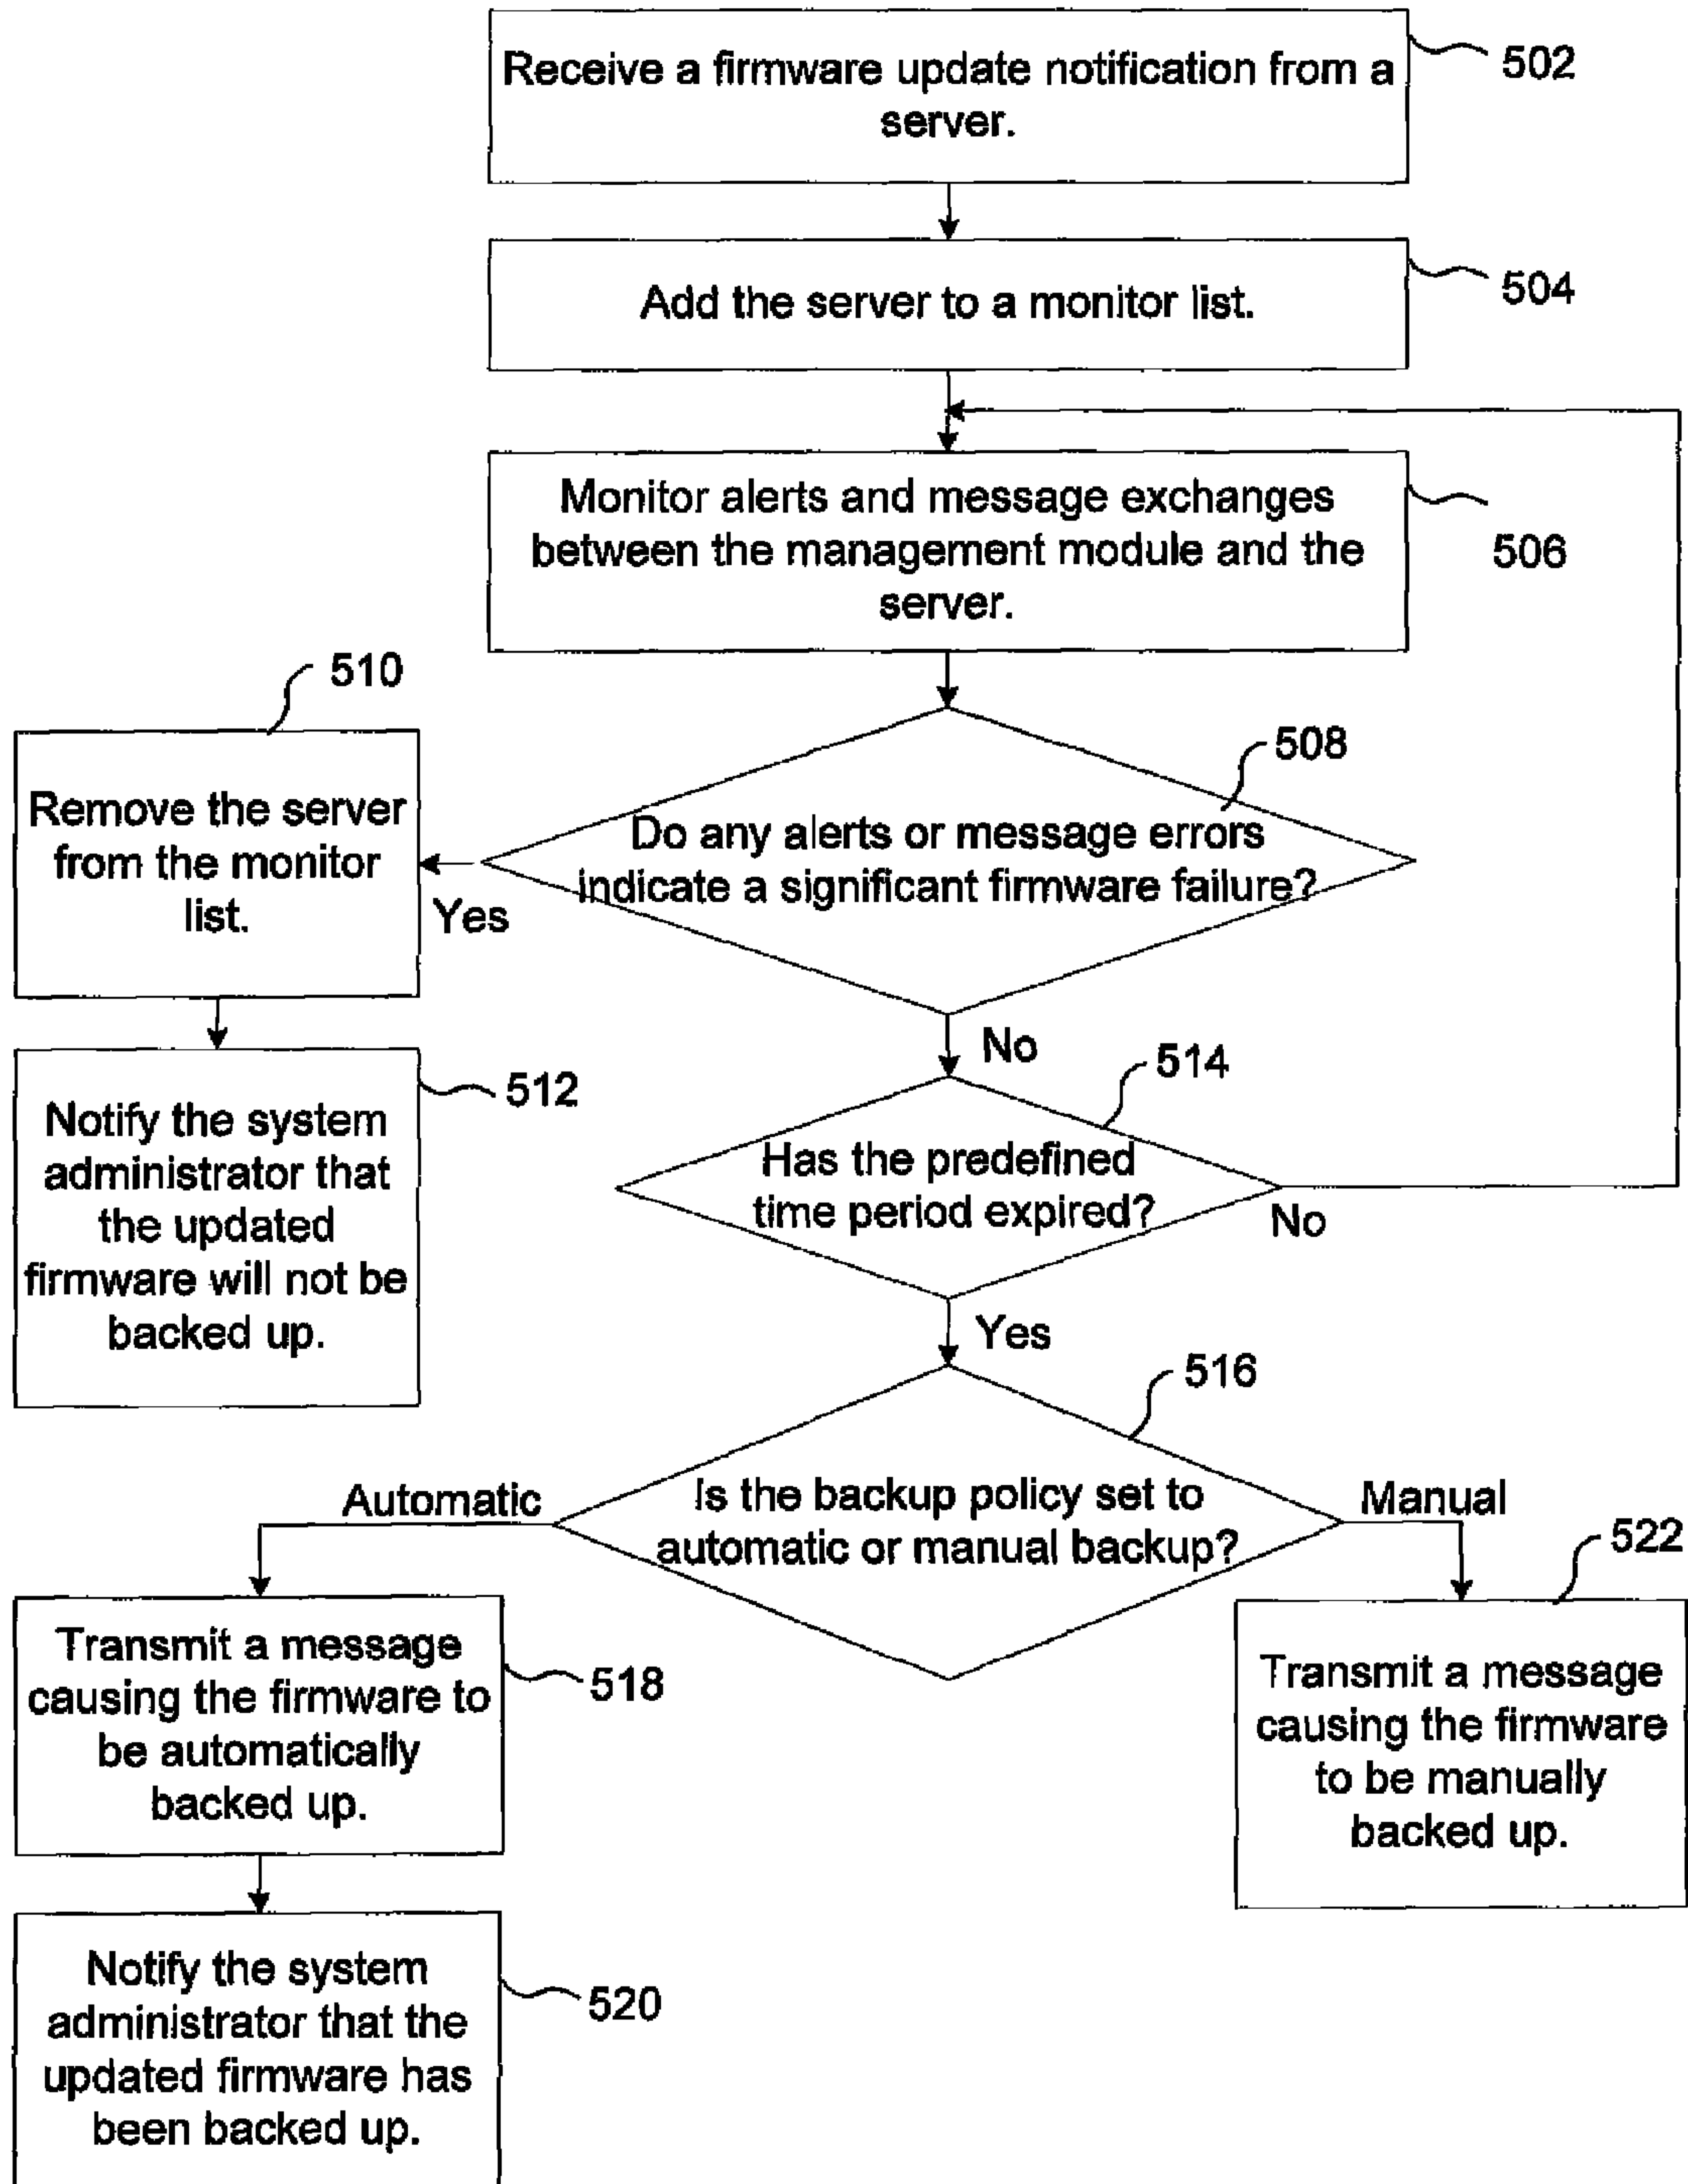 Receive a firmware update notification from a
server.
502
Add the server to a monitor list.
504
Monitor alerts and message exchanges
between the management module and the
server.
506
508
Do any alerts or message errors
indicate a significant firmware failure?
Yes
No
510
Remove the server
from the monitor
list.
512
Notify the system
administrator that
the updated
firmware will not be
backed up.
514
Has the predefined
time period expired?
No
Yes
516
Is the backup policy set to
automatic or manual backup?
Automatic
Manual
518
Transmit a message
causing the firmware to
be automatically
backed up.
522
Transmit a message
causing the firmware
to be manually
backed up.
520
Notify the system
administrator that the
updated firmware has
been backed up.